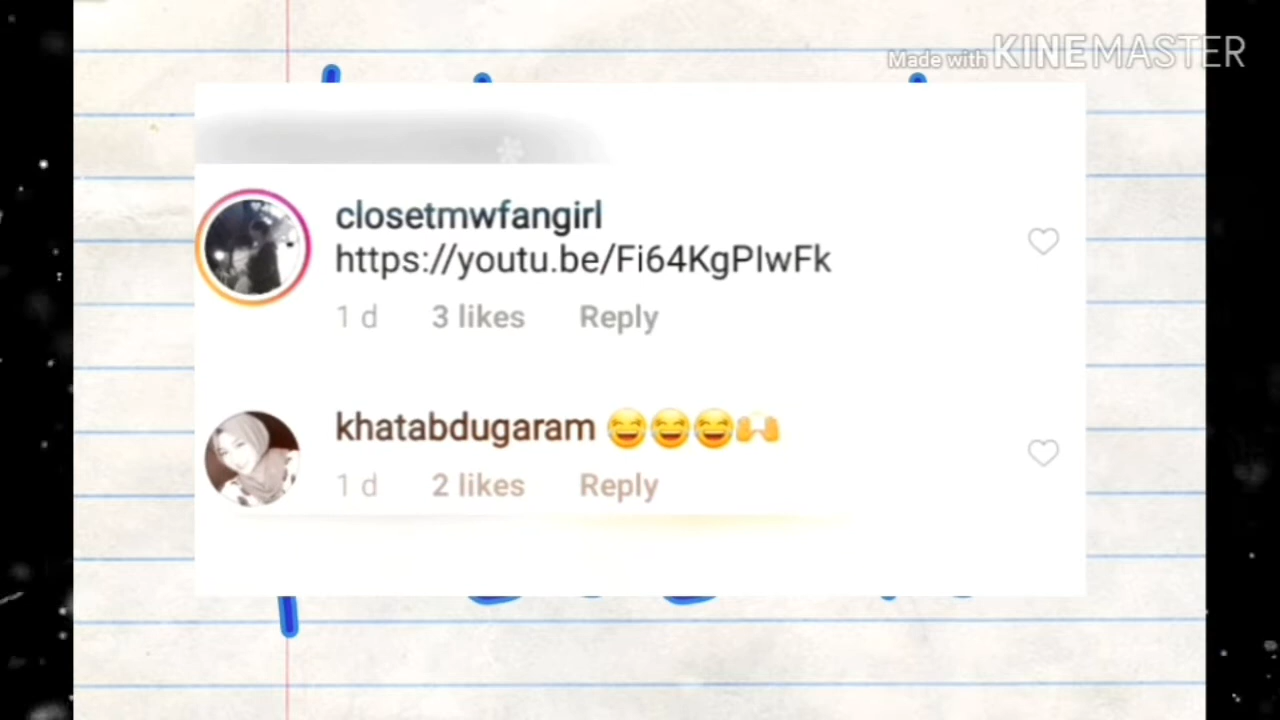 Made with KINEMASTER
closetmwfangirl
https://youtu.be/Fi64KgPIwFk
1 d 3 likes Reply
khatabdugaram 😆😆😆🙌
1 d 2 likes Reply